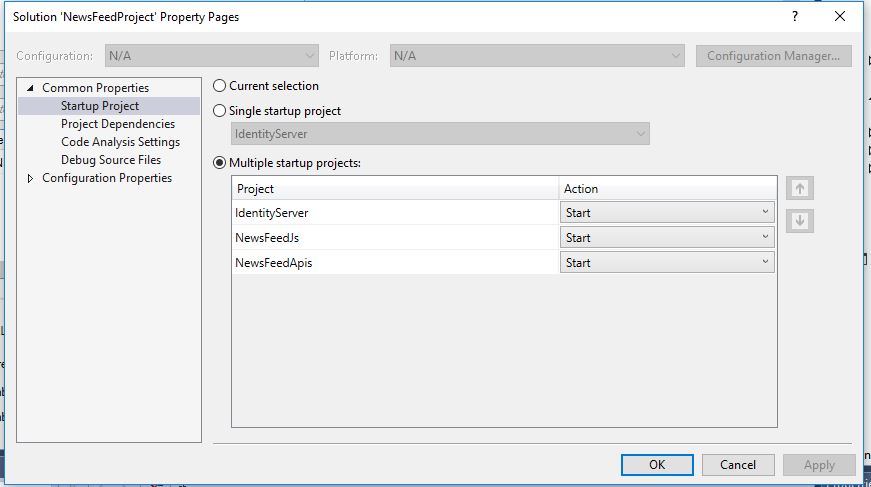 Solution 'NewsFeedProject' Property Pages
Configuration: N/A Platform: N/A Configuration Manager...
Common Properties
Startup Project
Project Dependencies
Code Analysis Settings
Debug Source Files
Configuration Properties
Current selection
Single startup project
IdentityServer
Multiple startup projects:
Project Action
IdentityServer Start
NewsFeedJs Start
NewsFeedApis Start
OK Cancel Apply